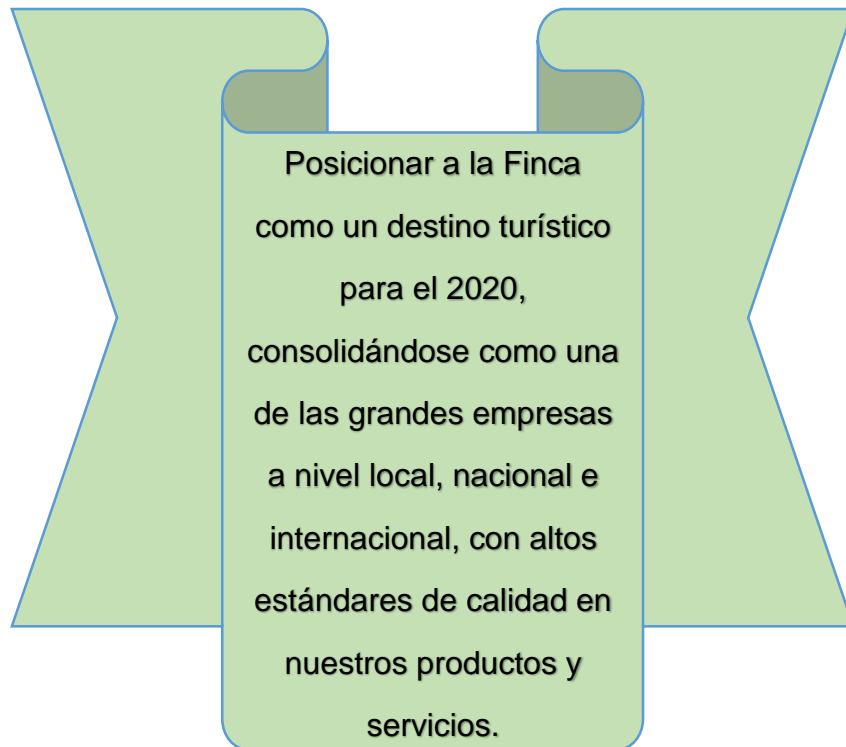 Posicionar a la Finca
como un destino turístico
para el 2020,
consolidándose como una
de las grandes empresas
a nivel local, nacional e
internacional, con altos
estándares de calidad en
nuestros productos y
servicios.